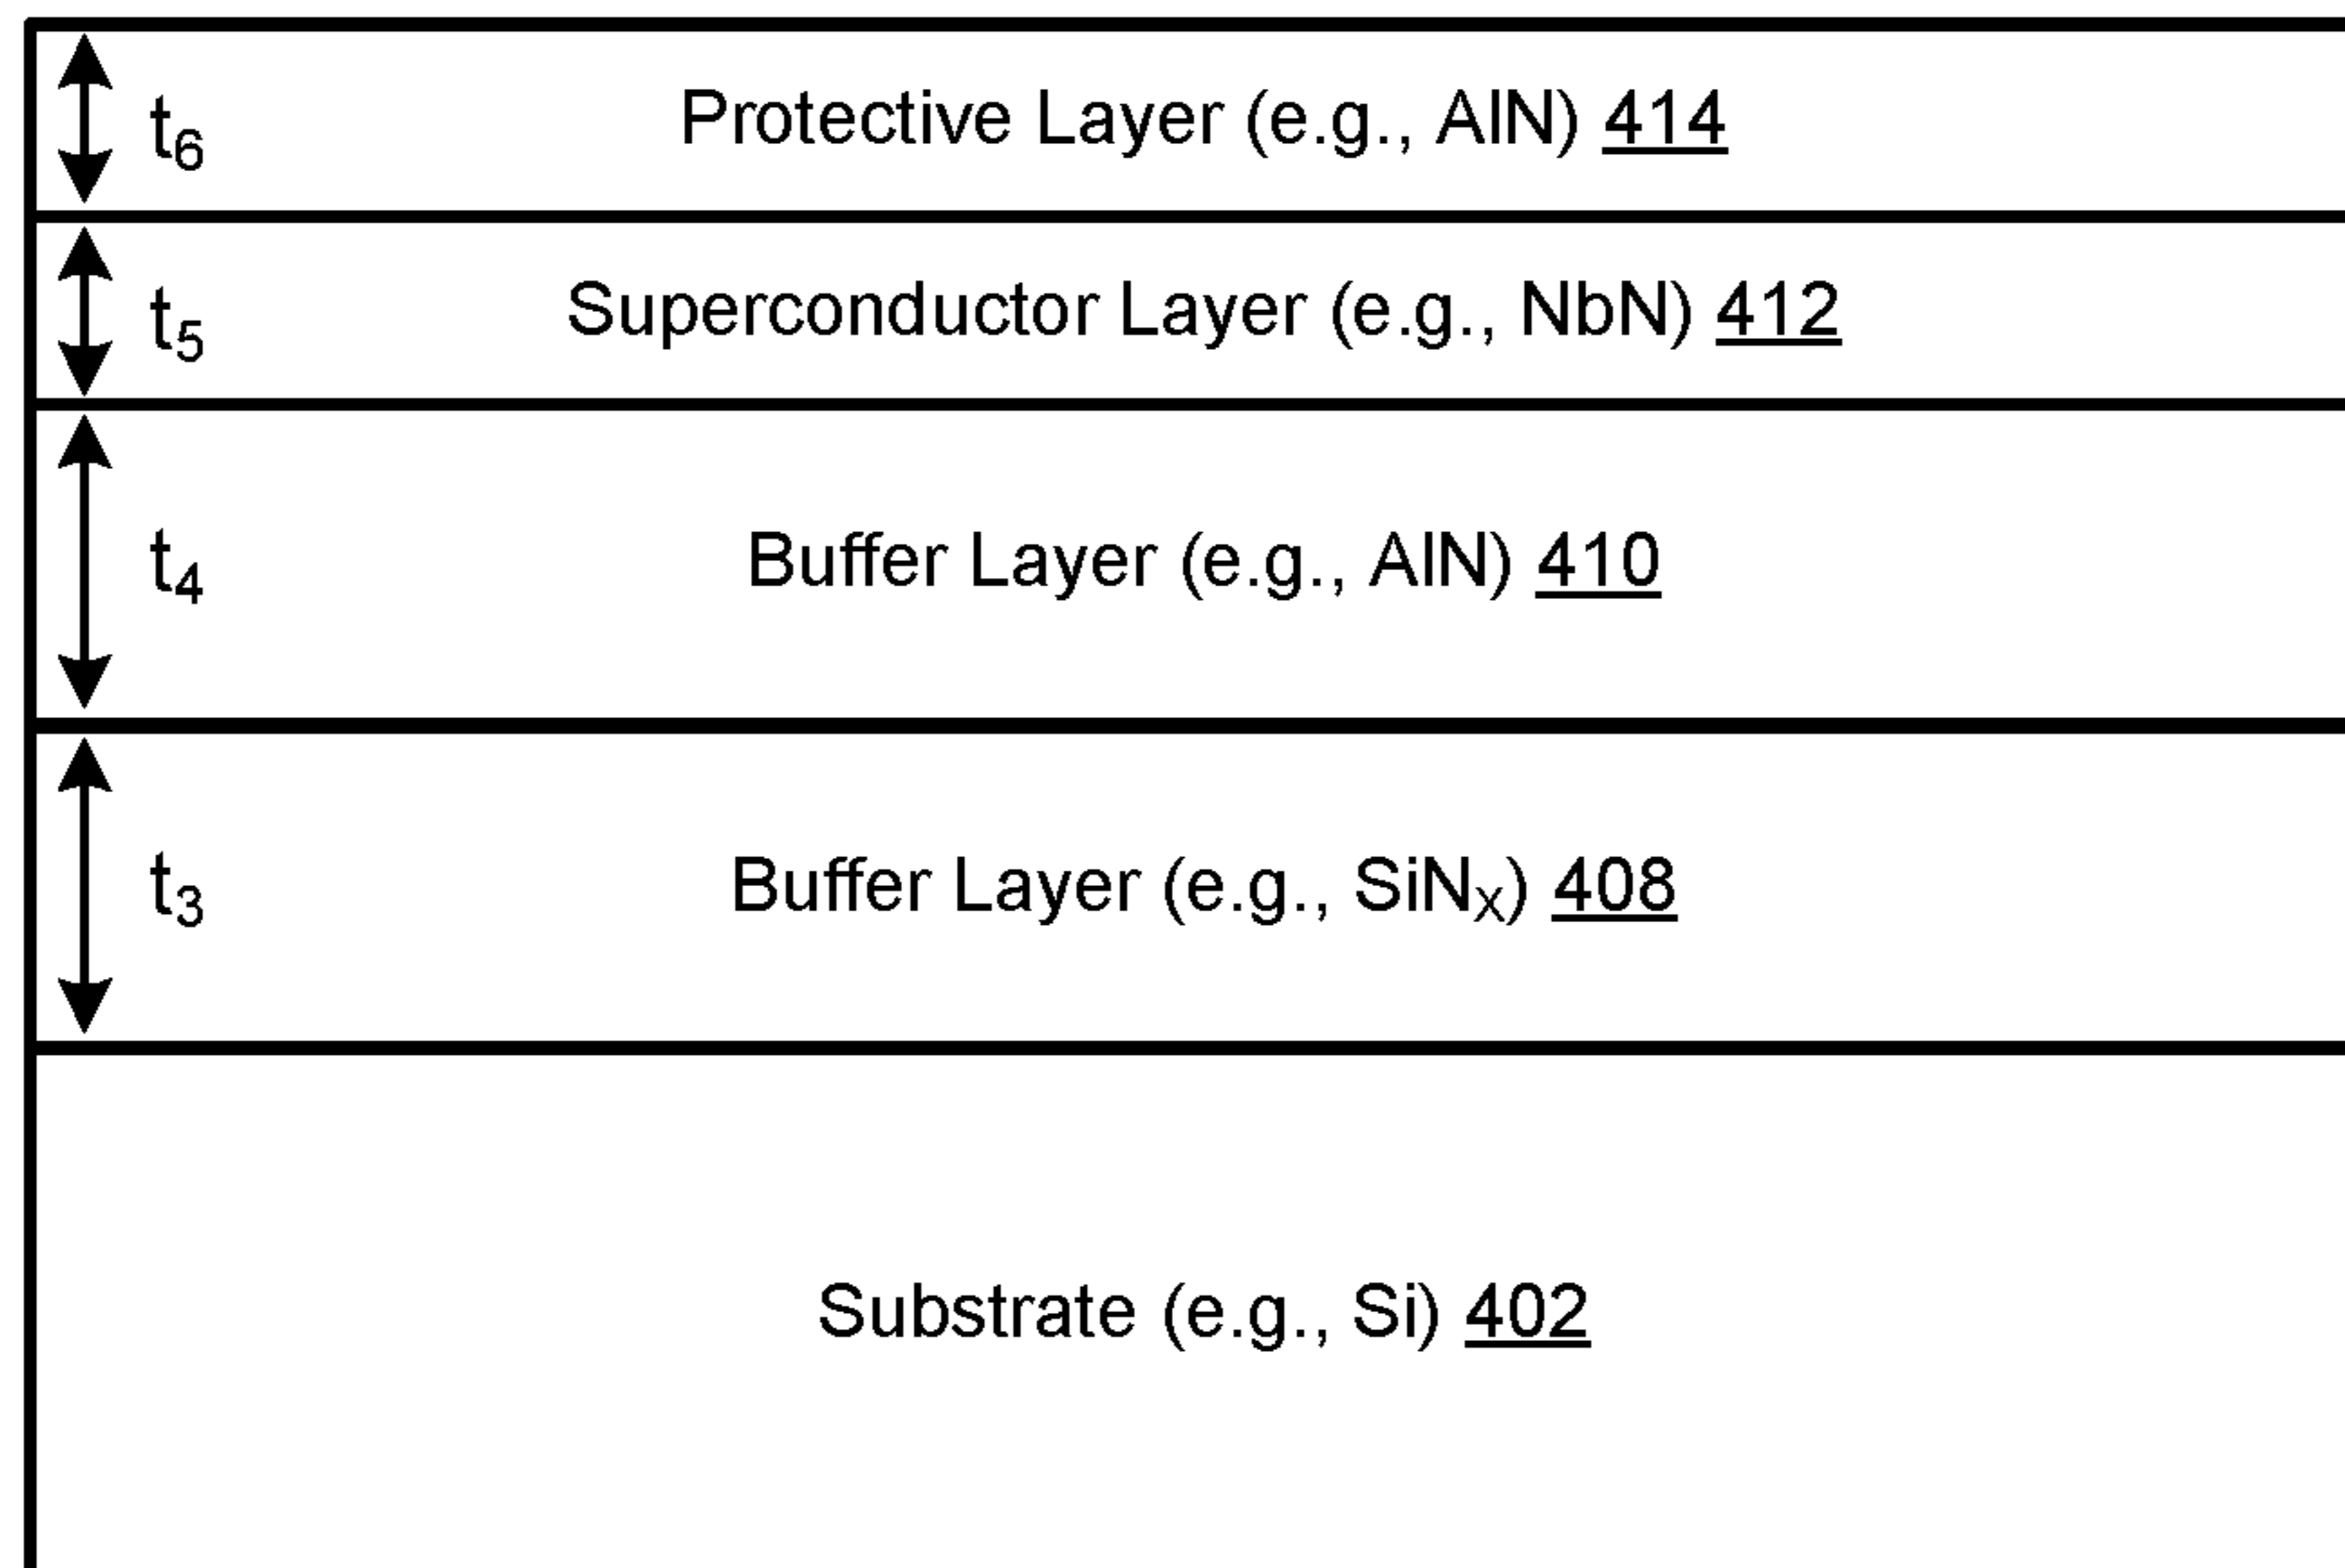 t6 Protective Layer (e.g., AlN) 414
t5 Superconductor Layer (e.g., NbN) 412
t4 Buffer Layer (e.g., AlN) 410
t3 Buffer Layer (e.g., SiNX) 408
Substrate (e.g., Si) 402